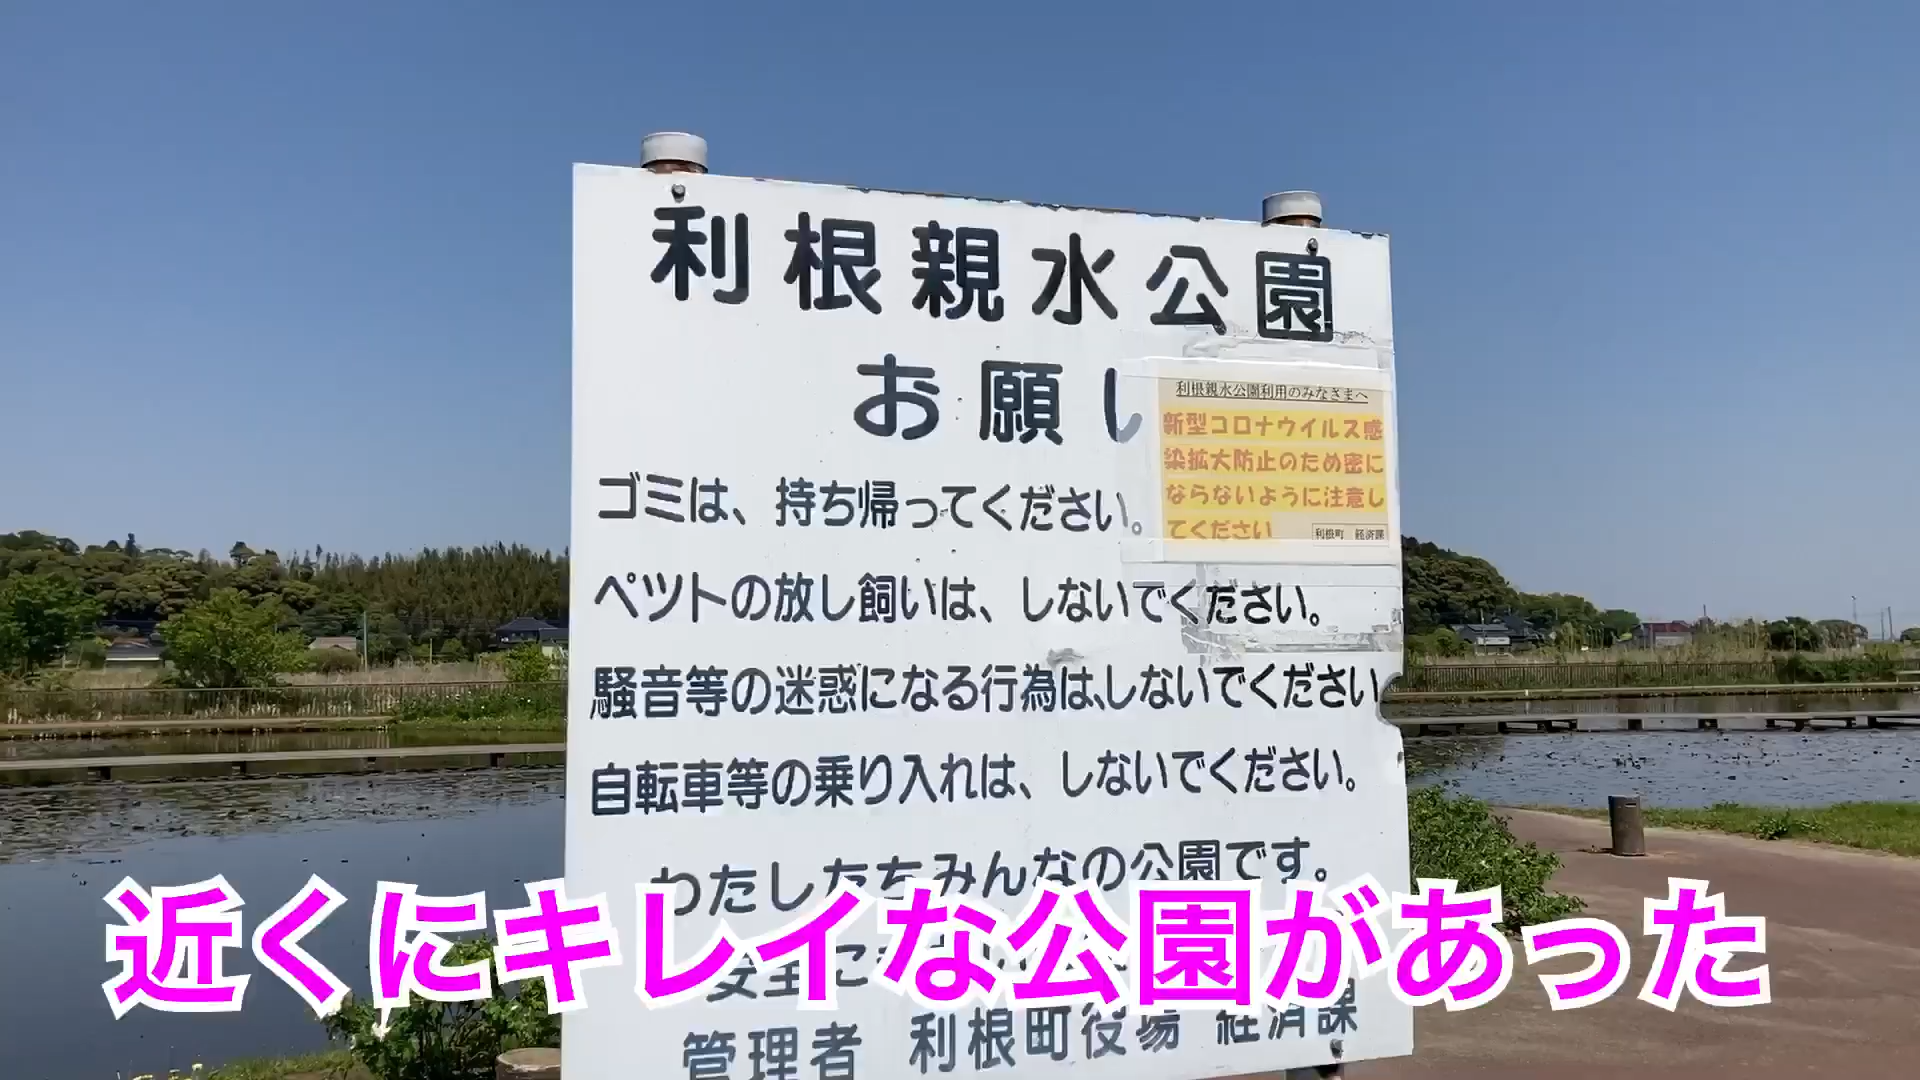 利根親水公園
お願い
利根親水公園利用のみなさまへ
新型コロナウイルス感
染拡大防止のため密に
ならないように注意し
てください
利根町 経済課
ゴミは、持ち帰ってください。
ペットの放し飼いは、しないでください。
騒音等の迷惑になる行為は、しないでください
自転車等の乗り入れは、しないでください。
わたしたちみんなの公園です。
安全に
近くにキレイな公園があった
管理者 利根町役場 経済課